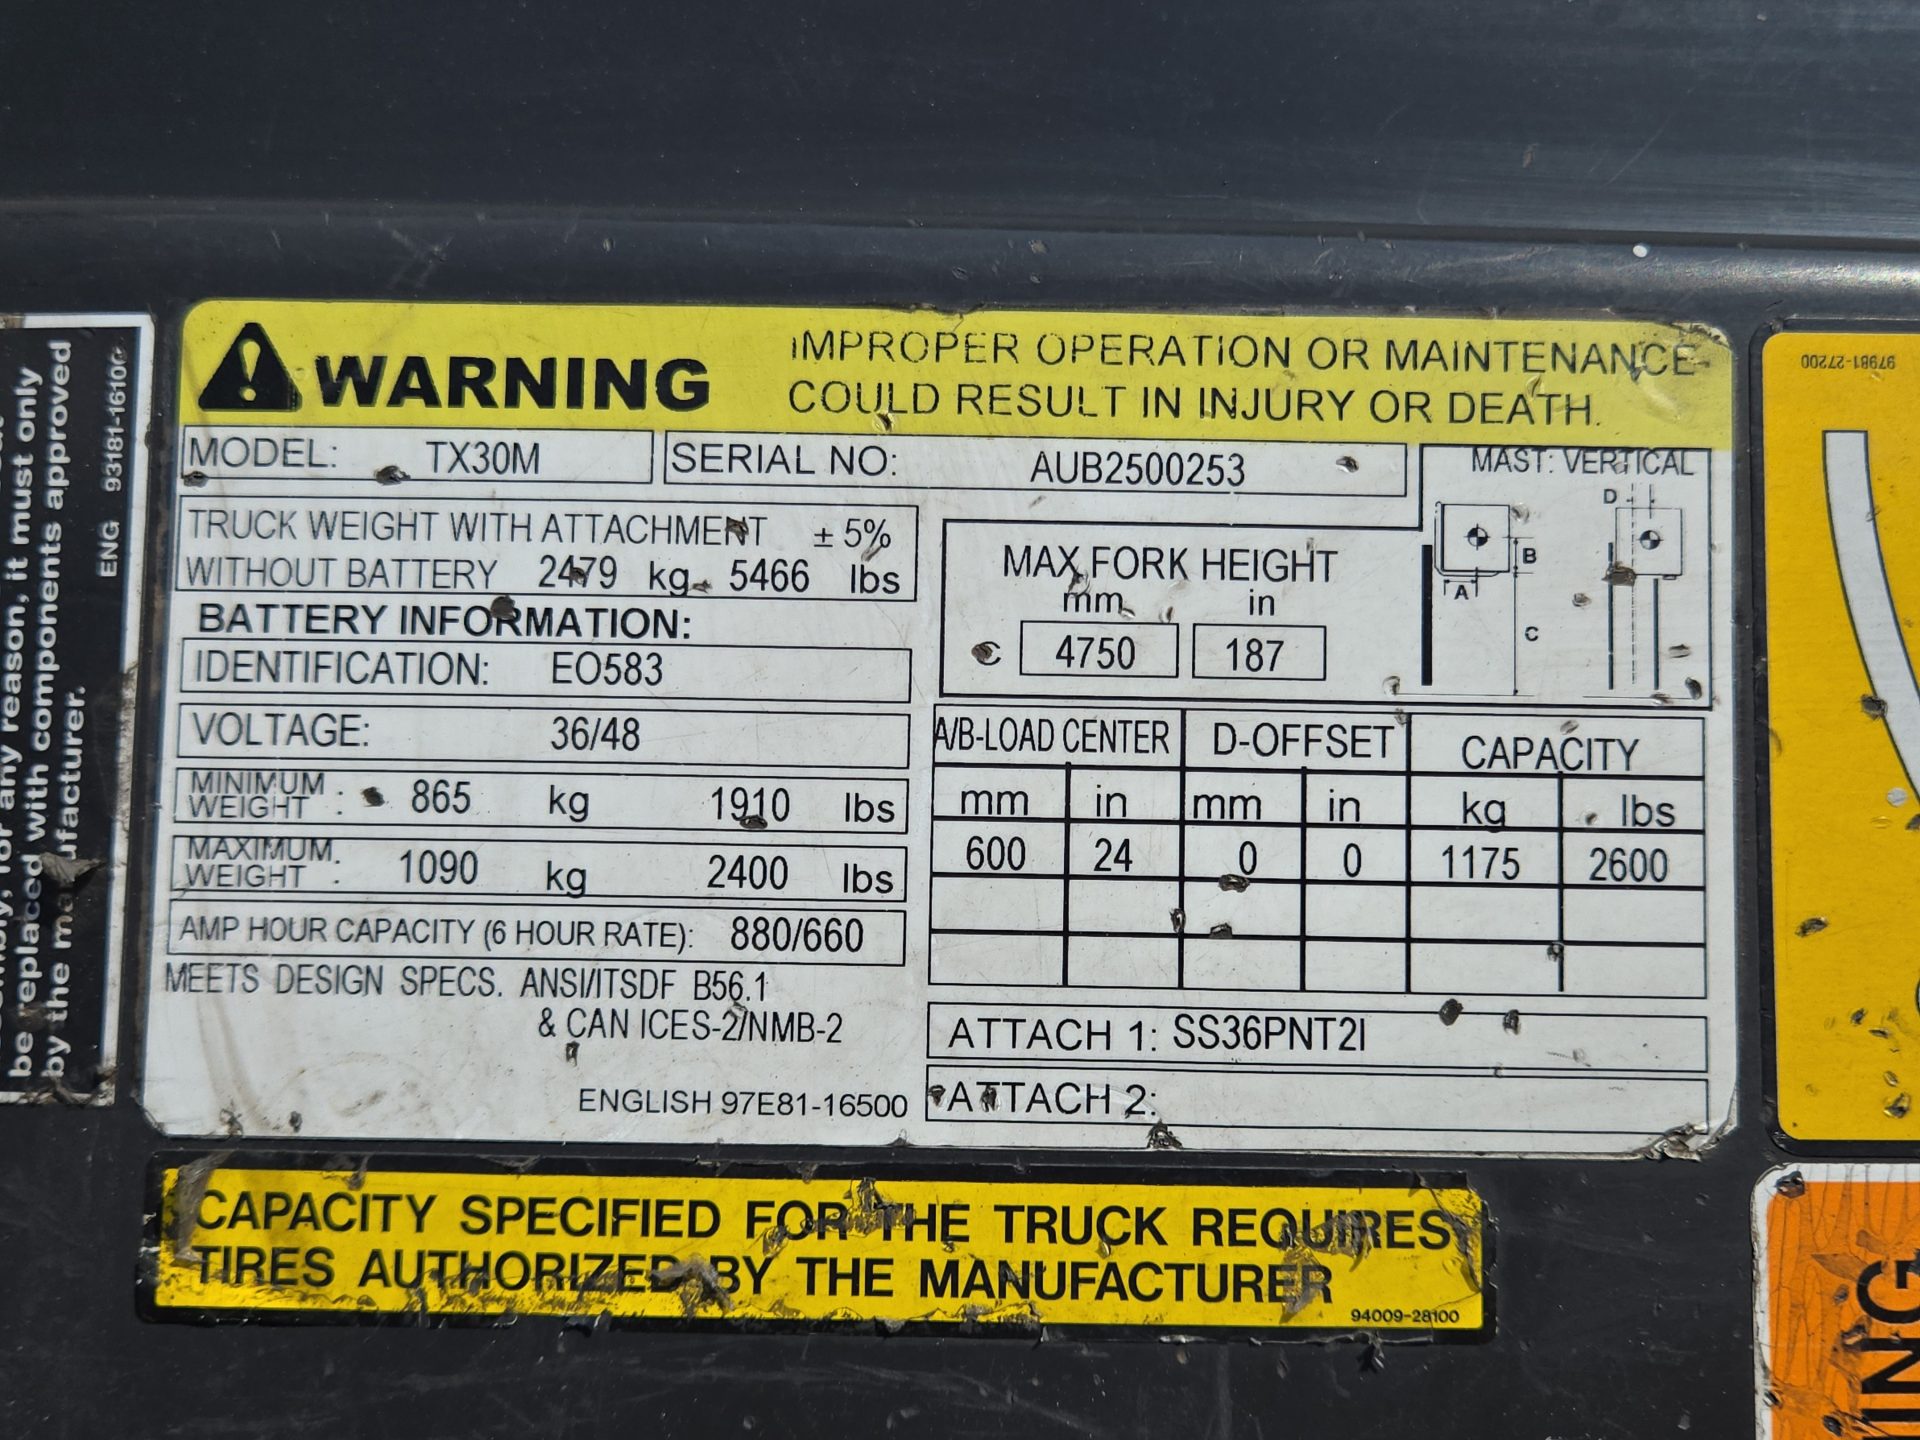 be replaced with components approved
by the manufacturer.
ENG 93181-16100
WARNING
IMPROPER OPERATION OR MAINTENANCE
COULD RESULT IN INJURY OR DEATH.
MODEL: TX30M
SERIAL NO: AUB2500253
TRUCK WEIGHT WITH ATTACHMENT ± 5%
WITHOUT BATTERY 2479 kg 5466 lbs
BATTERY INFORMATION:
IDENTIFICATION: EO583
VOLTAGE: 36/48
MINIMUM WEIGHT : 865 kg 1910 lbs
MAXIMUM WEIGHT : 1090 kg 2400 lbs
AMP HOUR CAPACITY (6 HOUR RATE): 880/660
MEETS DESIGN SPECS. ANSI/ITSDF B56.1
& CAN ICES-2/NMB-2
ENGLISH 97E81-16500
MAST: VERTICAL
D
B
A
C
MAX FORK HEIGHT
mm in
C 4750 187
A/B-LOAD CENTER D-OFFSET CAPACITY
mm in mm in kg lbs
600 24 0 0 1175 2600
ATTACH 1: SS36PNT2I
ATTACH 2:
CAPACITY SPECIFIED FOR THE TRUCK REQUIRES
TIRES AUTHORIZED BY THE MANUFACTURER
94009-28100
97981-27200